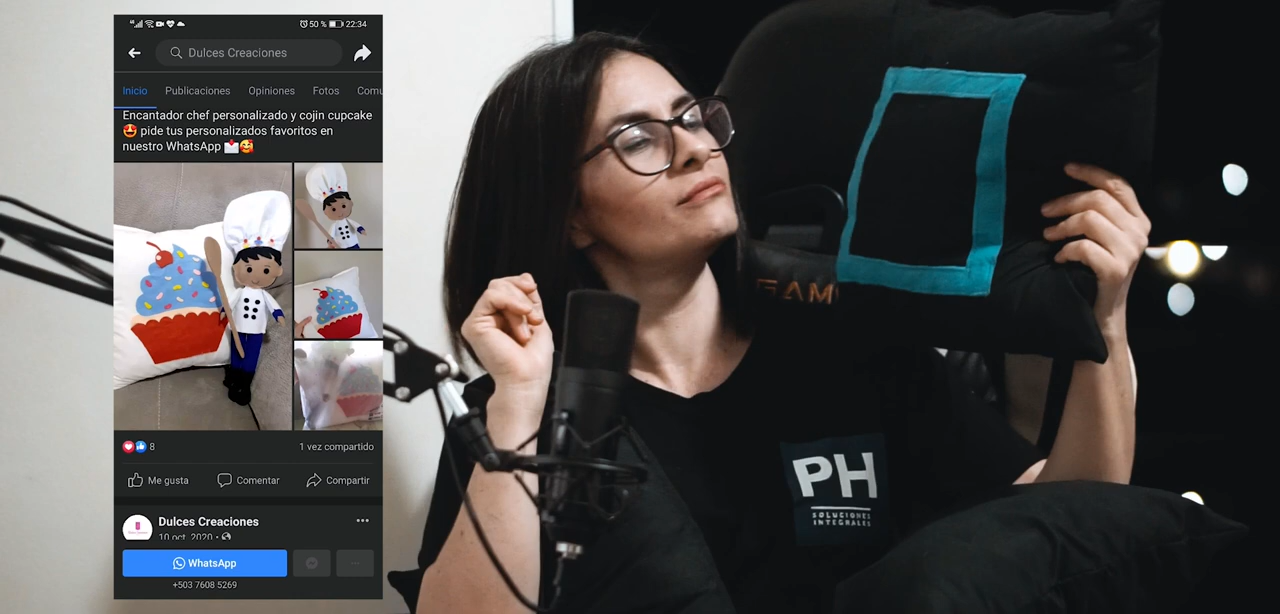 50 % 22:34
Dulces Creaciones
Inicio Publicaciones Opiniones Fotos Comu
Encantador chef personalizado y cojin cupcake
🤩 pide tus personalizados favoritos en
nuestro WhatsApp 💌🥰
8 1 vez compartido
Me gusta Comentar Compartir
Dulces Creaciones
10 oct. 2020 ·
WhatsApp
+503 7608 5269
PH
SOLUCIONES
INTEGRALES